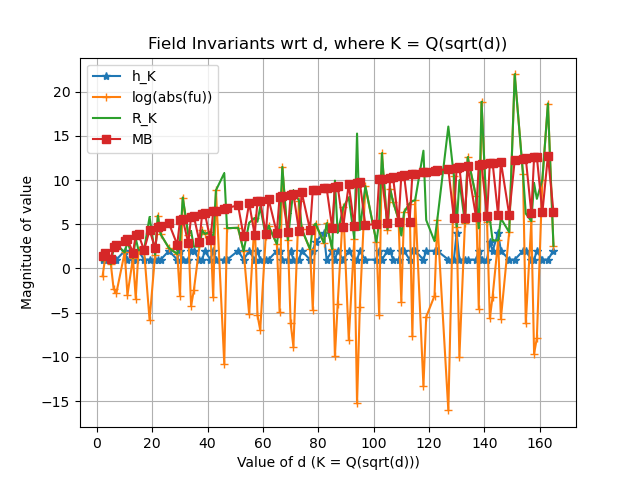 Field Invariants wrt d, where K = Q(sqrt(d))
h_K
log(abs(fu))
R_K
MB
Magnitude of value
20
15
10
5
0
−5
−10
−15
0 20 40 60 80 100 120 140 160
Value of d (K = Q(sqrt(d)))